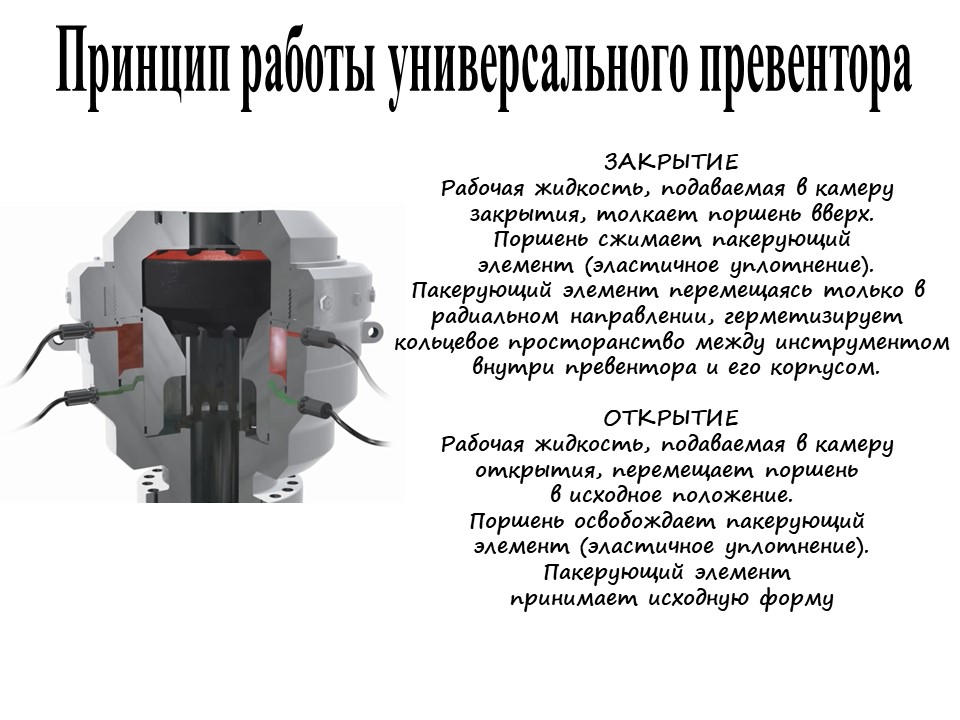 Принцип работы универсального превентора
ЗАКРЫТИЕ
Рабочая жидкость, подаваемая в камеру
закрытия, толкает поршень вверх.
Поршень сжимает пакерующий
элемент (эластичное уплотнение).
Пакерующий элемент перемещаясь только в
радиальном направлении, герметизирует
кольцевое просторанство между инструментом
внутри превентора и его корпусом.
ОТКРЫТИЕ
Рабочая жидкость, подаваемая в камеру
открытия, перемещает поршень
в исходное положение.
Поршень освобождает пакерующий
элемент (эластичное уплотнение).
Пакерующий элемент
принимает исходную форму